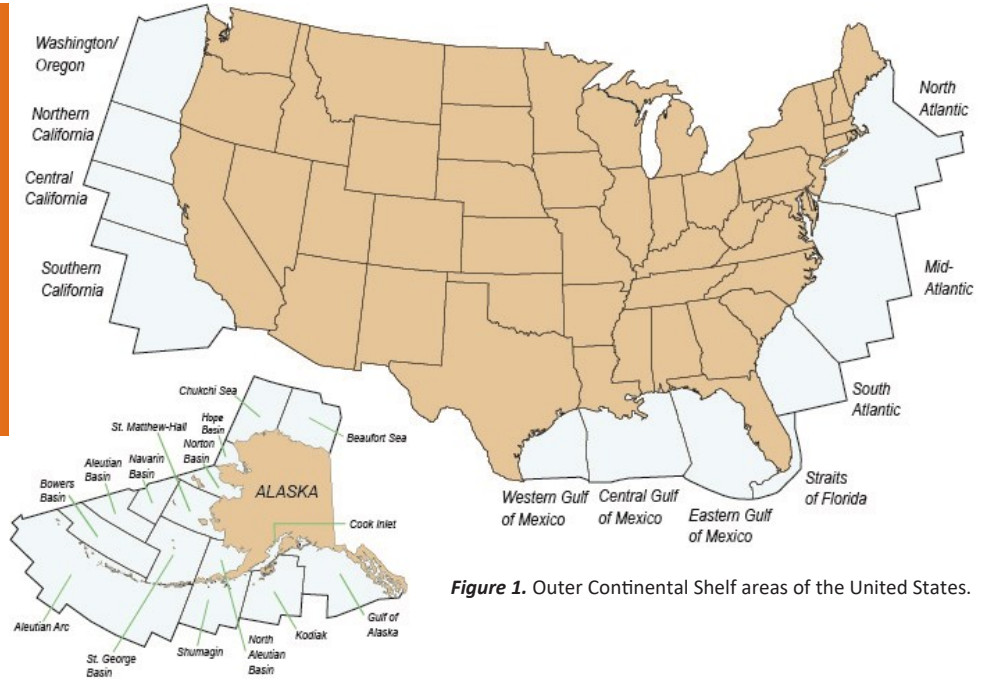 Washington/
Oregon
Northern
California
Central
California
Southern
California
North
Atlantic
Mid-
Atlantic
South
Atlantic
Straits
of Florida
Western Gulf
of Mexico
Central Gulf
of Mexico
Eastern Gulf
of Mexico
Chukchi Sea
Beaufort Sea
St. Matthew-Hall
Hope
Basin
Norton
Basin
Navarin
Basin
Aleutian
Basin
Bowers
Basin
ALASKA
Cook Inlet
Aleutian Arc
St. George
Basin
Shumagin
North
Aleutian
Basin
Kodiak
Gulf of
Alaska
Figure 1. Outer Continental Shelf areas of the United States.